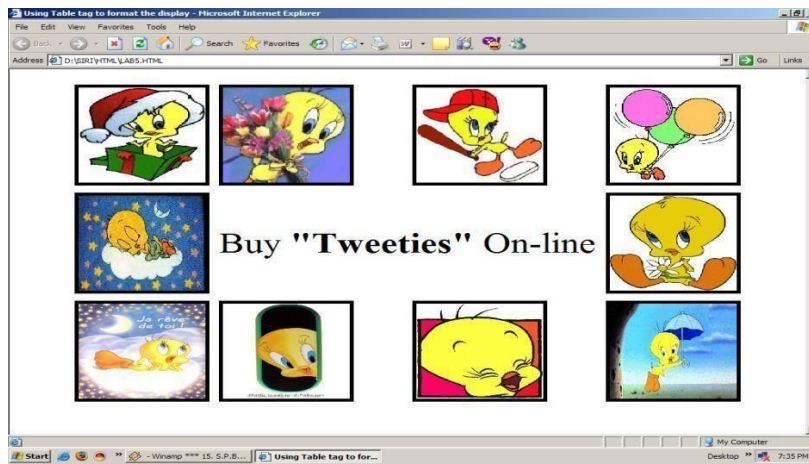 Using Table tag to format the display - Microsoft Internet Explorer
File Edit View Favorites Tools Help
Back Search Favorites
Address D:\SIRI\HTML\LAB5.HTML Go Links
Buy "Tweeties" On-line
Je rêve
de toi !
My Computer
Start - Winamp *** 15. S.P.B... Using Table tag to for... Desktop 7:35 PM